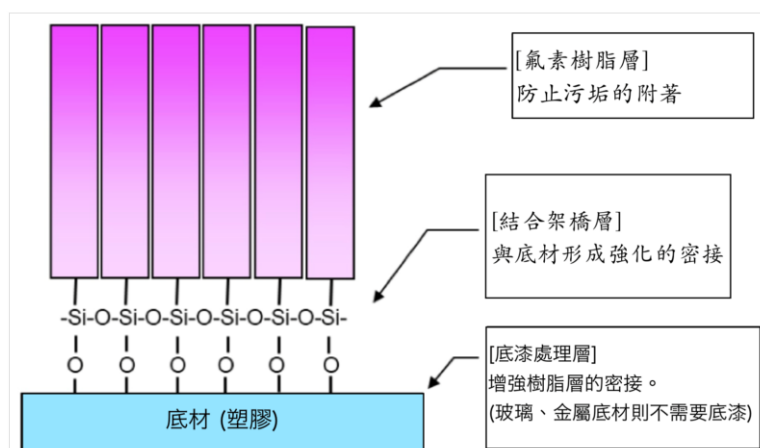 [氟素樹脂層]
防止污垢的附著
[結合架橋層]
與底材形成強化的密接
-Si-O-Si-O-Si-O-Si-O-Si-O-Si-
O O O O O O
[底漆處理層]
增強樹脂層的密接。
(玻璃、金屬底材則不需要底漆)
底材 (塑膠)